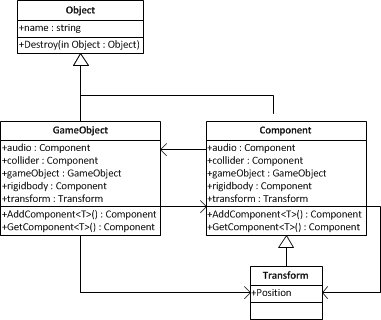 Object
+name : string
+Destroy(in Object : Object)
GameObject
+audio : Component
+collider : Component
+gameObject : GameObject
+rigidbody : Component
+transform : Transform
+AddComponent<T>() : Component
+GetComponent<T>() : Component
Component
+audio : Component
+collider : Component
+gameObject : GameObject
+rigidbody : Component
+transform : Transform
+AddComponent<T>() : Component
+GetComponent<T>() : Component
Transform
+Position